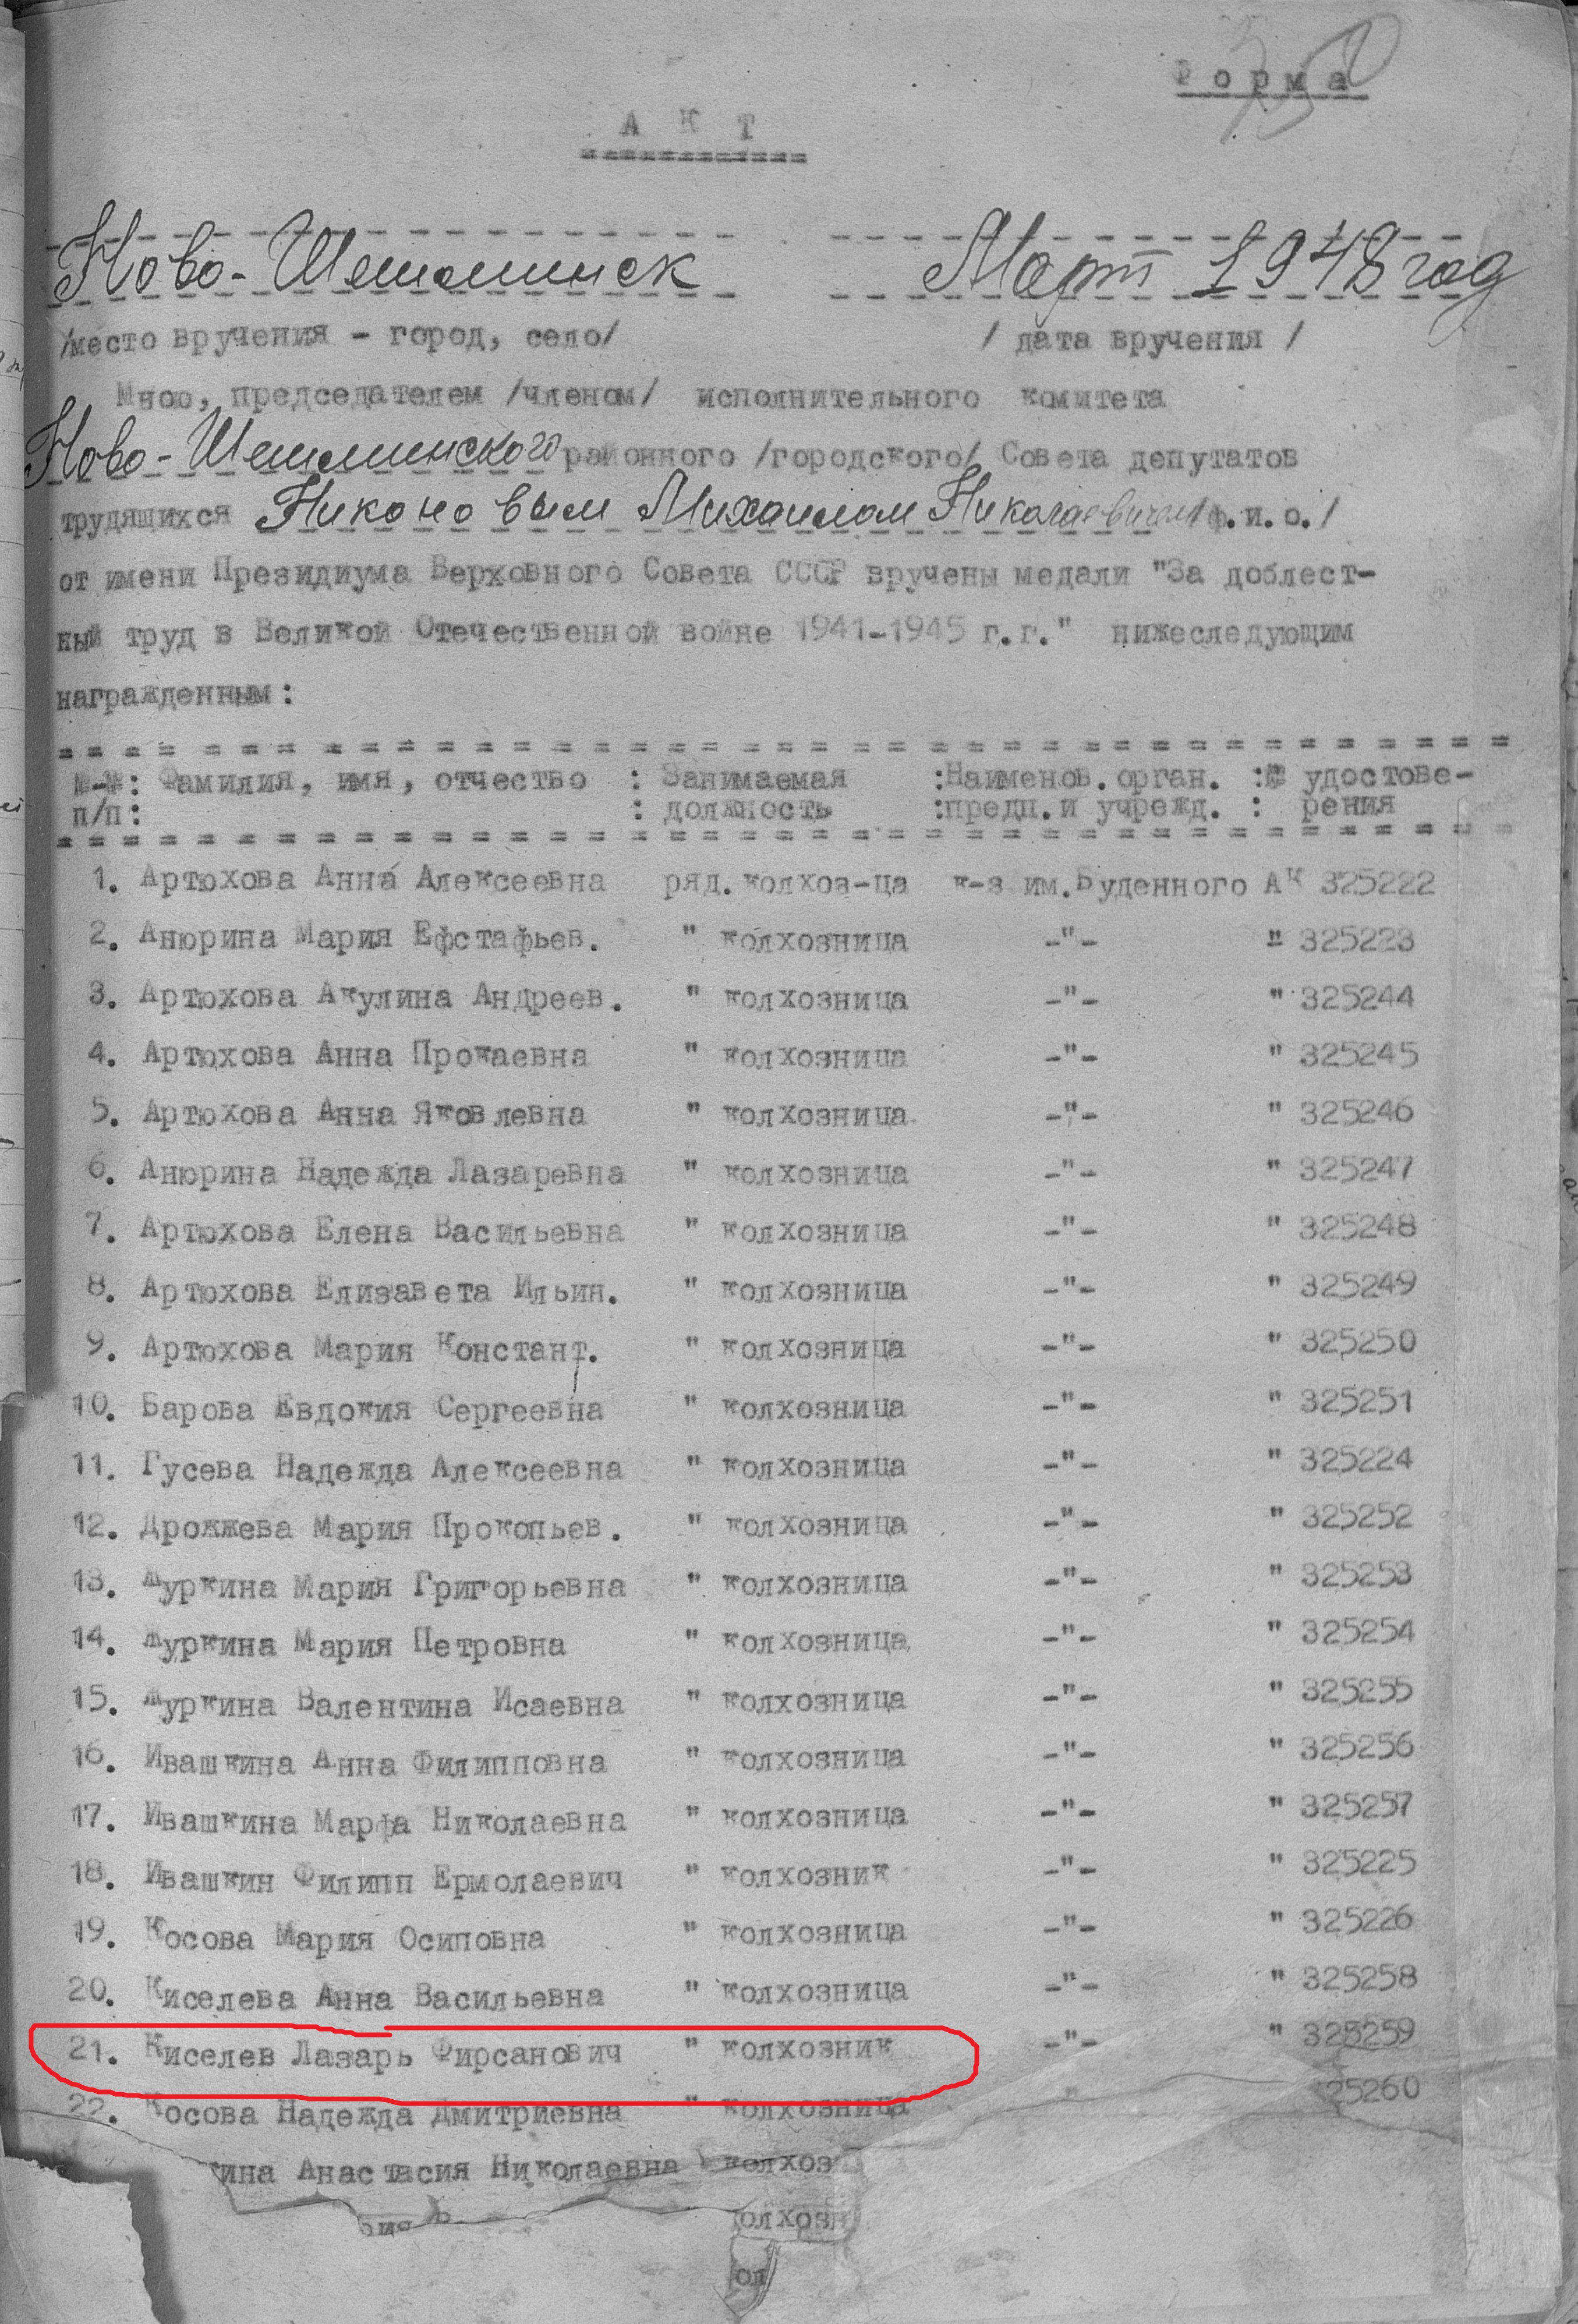 Форма
А К Т
Ново-Шешминск Март 1948 год
/место вручения - город, село/ / дата вручения /
Мною, председателем /членом/ исполнительного комитета
Ново-Шешминского районного /городского/ Совета депутатов
трудящихся Никоновым Михаилом Николаевичем /ф.и.о./
от имени Президиума Верховного Совета СССР вручены медали "За доблест-
ный труд в Великой Отечественной войне 1941-1945 г.г." нижеследующим
награжденным:
№-№: Фамилия, имя, отчество : Занимаемая :Наименов.орган. :№ удостове-
п/п: : должность :предп.и учрежд. : рения
1. Артюхова Анна Алексеевна ряд.колхоз-ца к-з им.Буденного АК 325222
2. Анюрина Мария Ефстафьев. " колхозница -"- " 325223
3. Артюхова Акулина Андреев. " колхозница -"- " 325244
4. Артюхова Анна Прокаевна " колхозница -"- " 325245
5. Артюхова Анна Яковлевна " колхозница -"- " 325246
6. Анюрина Надежда Лазаревна " колхозница -"- " 325247
7. Артюхова Елена Васильевна " колхозница -"- " 325248
8. Артюхова Елизавета Ильин. " колхозница -"- " 325249
9. Артюхова Мария Констант. " колхозница -"- " 325250
10. Барова Евдокия Сергеевна " колхозница -"- " 325251
11. Гусева Надежда Алексеевна " колхозница -"- " 325224
12. Дрожжева Мария Прокопьев. " колхозница -"- " 325252
13. Журкина Мария Григорьевна " колхозница -"- " 325253
14. Журкина Мария Петровна " колхозница -"- " 325254
15. Журкина Валентина Исаевна " колхозница -"- " 325255
16. Ивашкина Анна Филипповна " колхозница -"- " 325256
17. Ивашкина Марфа Николаевна " колхозница -"- " 325257
18. Ивашкин Филипп Ермолаевич " колхозник -"- " 325225
19. Косова Мария Осиповна " колхозница -"- " 325226
20. Киселева Анна Васильевна " колхозница -"- " 325258
21. Киселев Лазарь Фирсанович " колхозник -"- " 325259
22. Косова Надежда Дмитриевна " колхозница " 25260
кина Анастасия Николаевна " колхоз
рия олхозн
ол